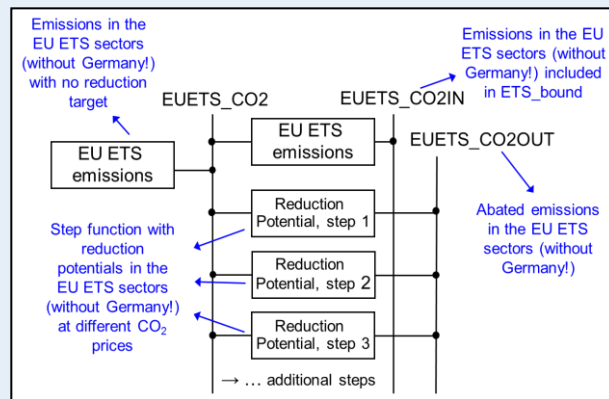 Emissions in the
EU ETS sectors
(without Germany!)
with no reduction
target
Emissions in the EU
ETS sectors (without
Germany!) included
in ETS_bound
EUETS_CO2
EUETS_CO2IN
EUETS_CO2OUT
EU ETS
emissions
EU ETS
emissions
Reduction
Potential, step 1
Step function with
reduction
potentials in the
EU ETS sectors
(without Germany!)
at different CO₂
prices
Reduction
Potential, step 2
Reduction
Potential, step 3
Abated emissions
in the EU ETS
sectors (without
Germany!)
→ ... additional steps